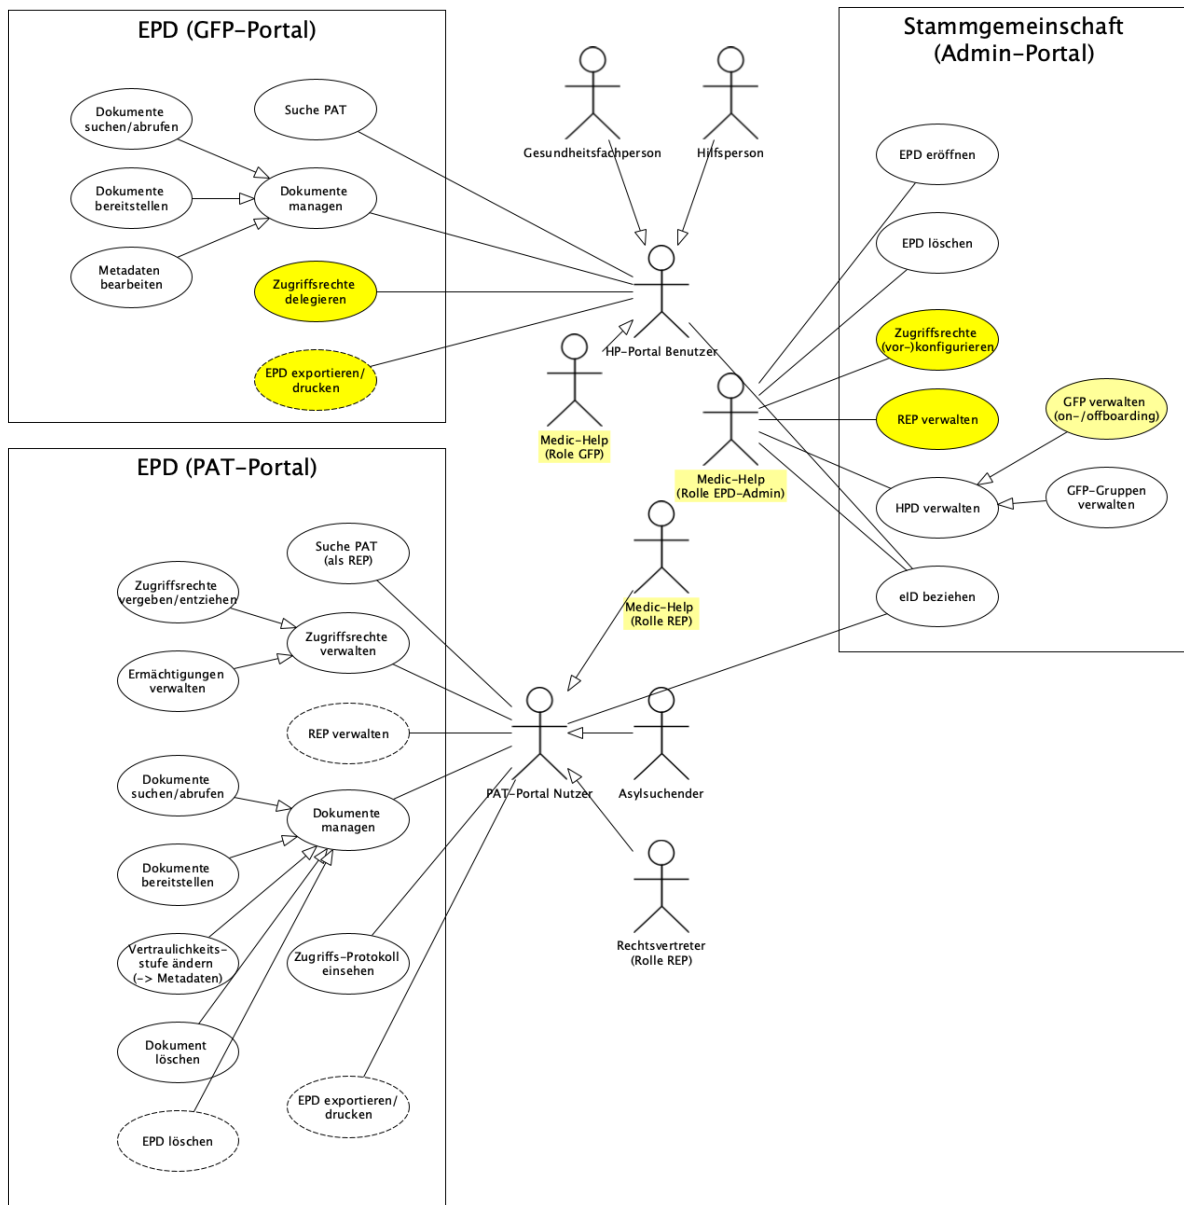 EPD (GFP-Portal)
Dokumente
suchen/abrufen
Suche PAT
Dokumente
bereitstellen
Dokumente
managen
Metadaten
bearbeiten
Zugriffsrechte
delegieren
EPD exportieren/
drucken
Gesundheitsfachperson
Hilfsperson
HP-Portal Benutzer
Medic-Help
(Role GFP)
Medic-Help
(Rolle EPD-Admin)
Medic-Help
(Rolle REP)
Stammgemeinschaft
(Admin-Portal)
EPD eröffnen
EPD löschen
Zugriffsrechte
(vor-)konfigurieren
REP verwalten
GFP verwalten
(on-/offboarding)
HPD verwalten
GFP-Gruppen
verwalten
eID beziehen
EPD (PAT-Portal)
Suche PAT
(als REP)
Zugriffsrechte
vergeben/entziehen
Zugriffsrechte
verwalten
Ermächtigungen
verwalten
REP verwalten
Dokumente
suchen/abrufen
Dokumente
managen
Dokumente
bereitstellen
Vertraulichkeits-
stufe ändern
(-> Metadaten)
Zugriffs-Protokoll
einsehen
Dokument
löschen
EPD exportieren/
drucken
EPD löschen
PAT-Portal Nutzer
Asylsuchender
Rechtsvertreter
(Rolle REP)